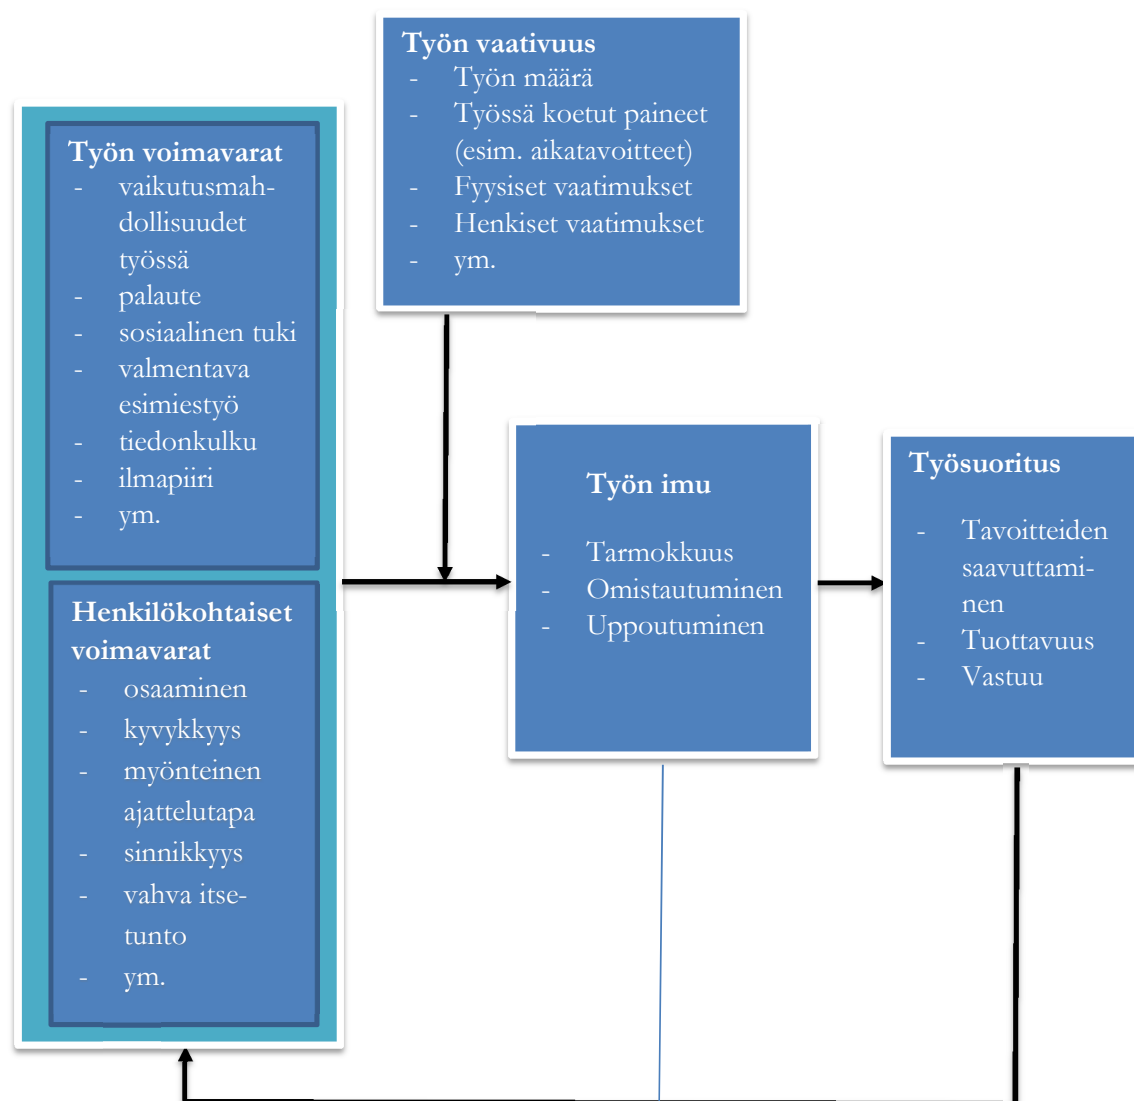 Työn vaativuus
- Työn määrä
- Työssä koetut paineet
(esim. aikatavoitteet)
- Fyysiset vaatimukset
- Henkiset vaatimukset
- ym.
Työn voimavarat
- vaikutusmah-
dollisuudet
työssä
- palaute
- sosiaalinen tuki
- valmentava
esimiestyö
- tiedonkulku
- ilmapiiri
- ym.
Henkilökohtaiset
voimavarat
- osaaminen
- kyvykkyys
- myönteinen
ajattelutapa
- sinnikkyys
- vahva itse-
tunto
- ym.
Työn imu
- Tarmokkuus
- Omistautuminen
- Uppoutuminen
Työsuoritus
- Tavoitteiden
saavuttami-
nen
- Tuottavuus
- Vastuu